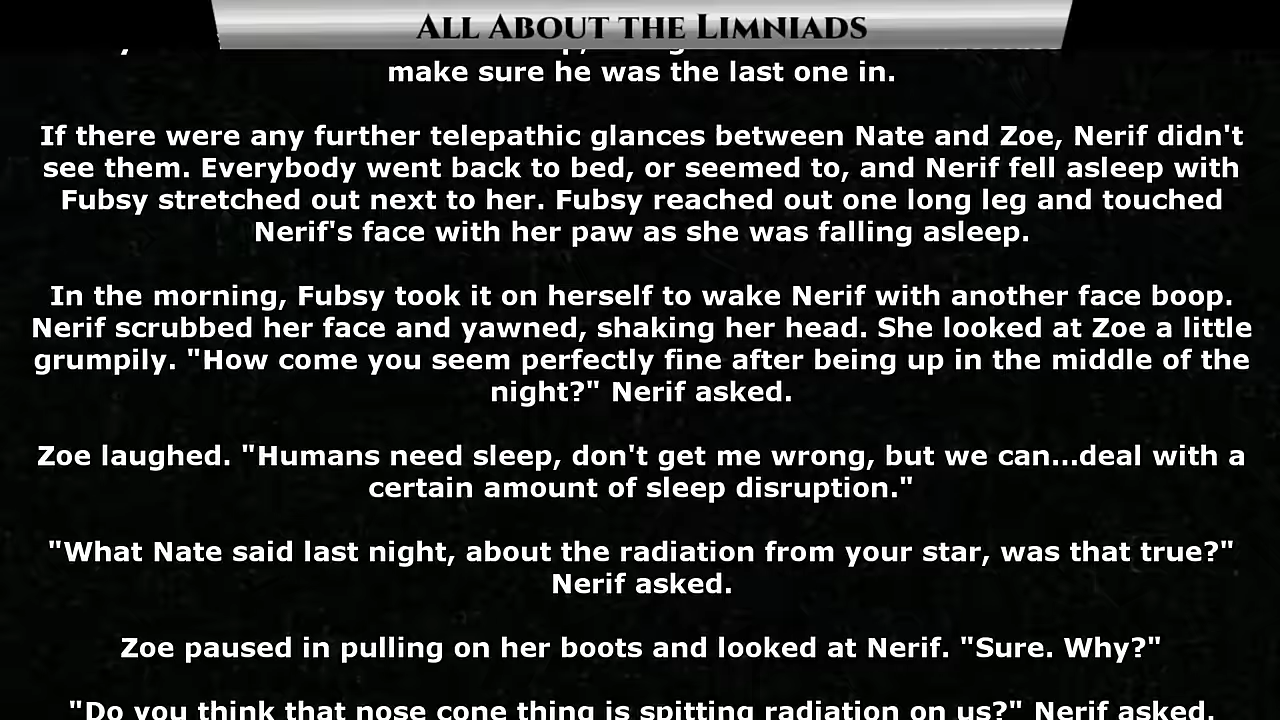 All About the Limniads
make sure he was the last one in.
If there were any further telepathic glances between Nate and Zoe, Nerif didn't
see them. Everybody went back to bed, or seemed to, and Nerif fell asleep with
Fubsy stretched out next to her. Fubsy reached out one long leg and touched
Nerif's face with her paw as she was falling asleep.
In the morning, Fubsy took it on herself to wake Nerif with another face boop.
Nerif scrubbed her face and yawned, shaking her head. She looked at Zoe a little
grumpily. "How come you seem perfectly fine after being up in the middle of the
night?" Nerif asked.
Zoe laughed. "Humans need sleep, don't get me wrong, but we can...deal with a
certain amount of sleep disruption."
"What Nate said last night, about the radiation from your star, was that true?"
Nerif asked.
Zoe paused in pulling on her boots and looked at Nerif. "Sure. Why?"
"Do you think that nose cone thing is spitting radiation on us?" Nerif asked.